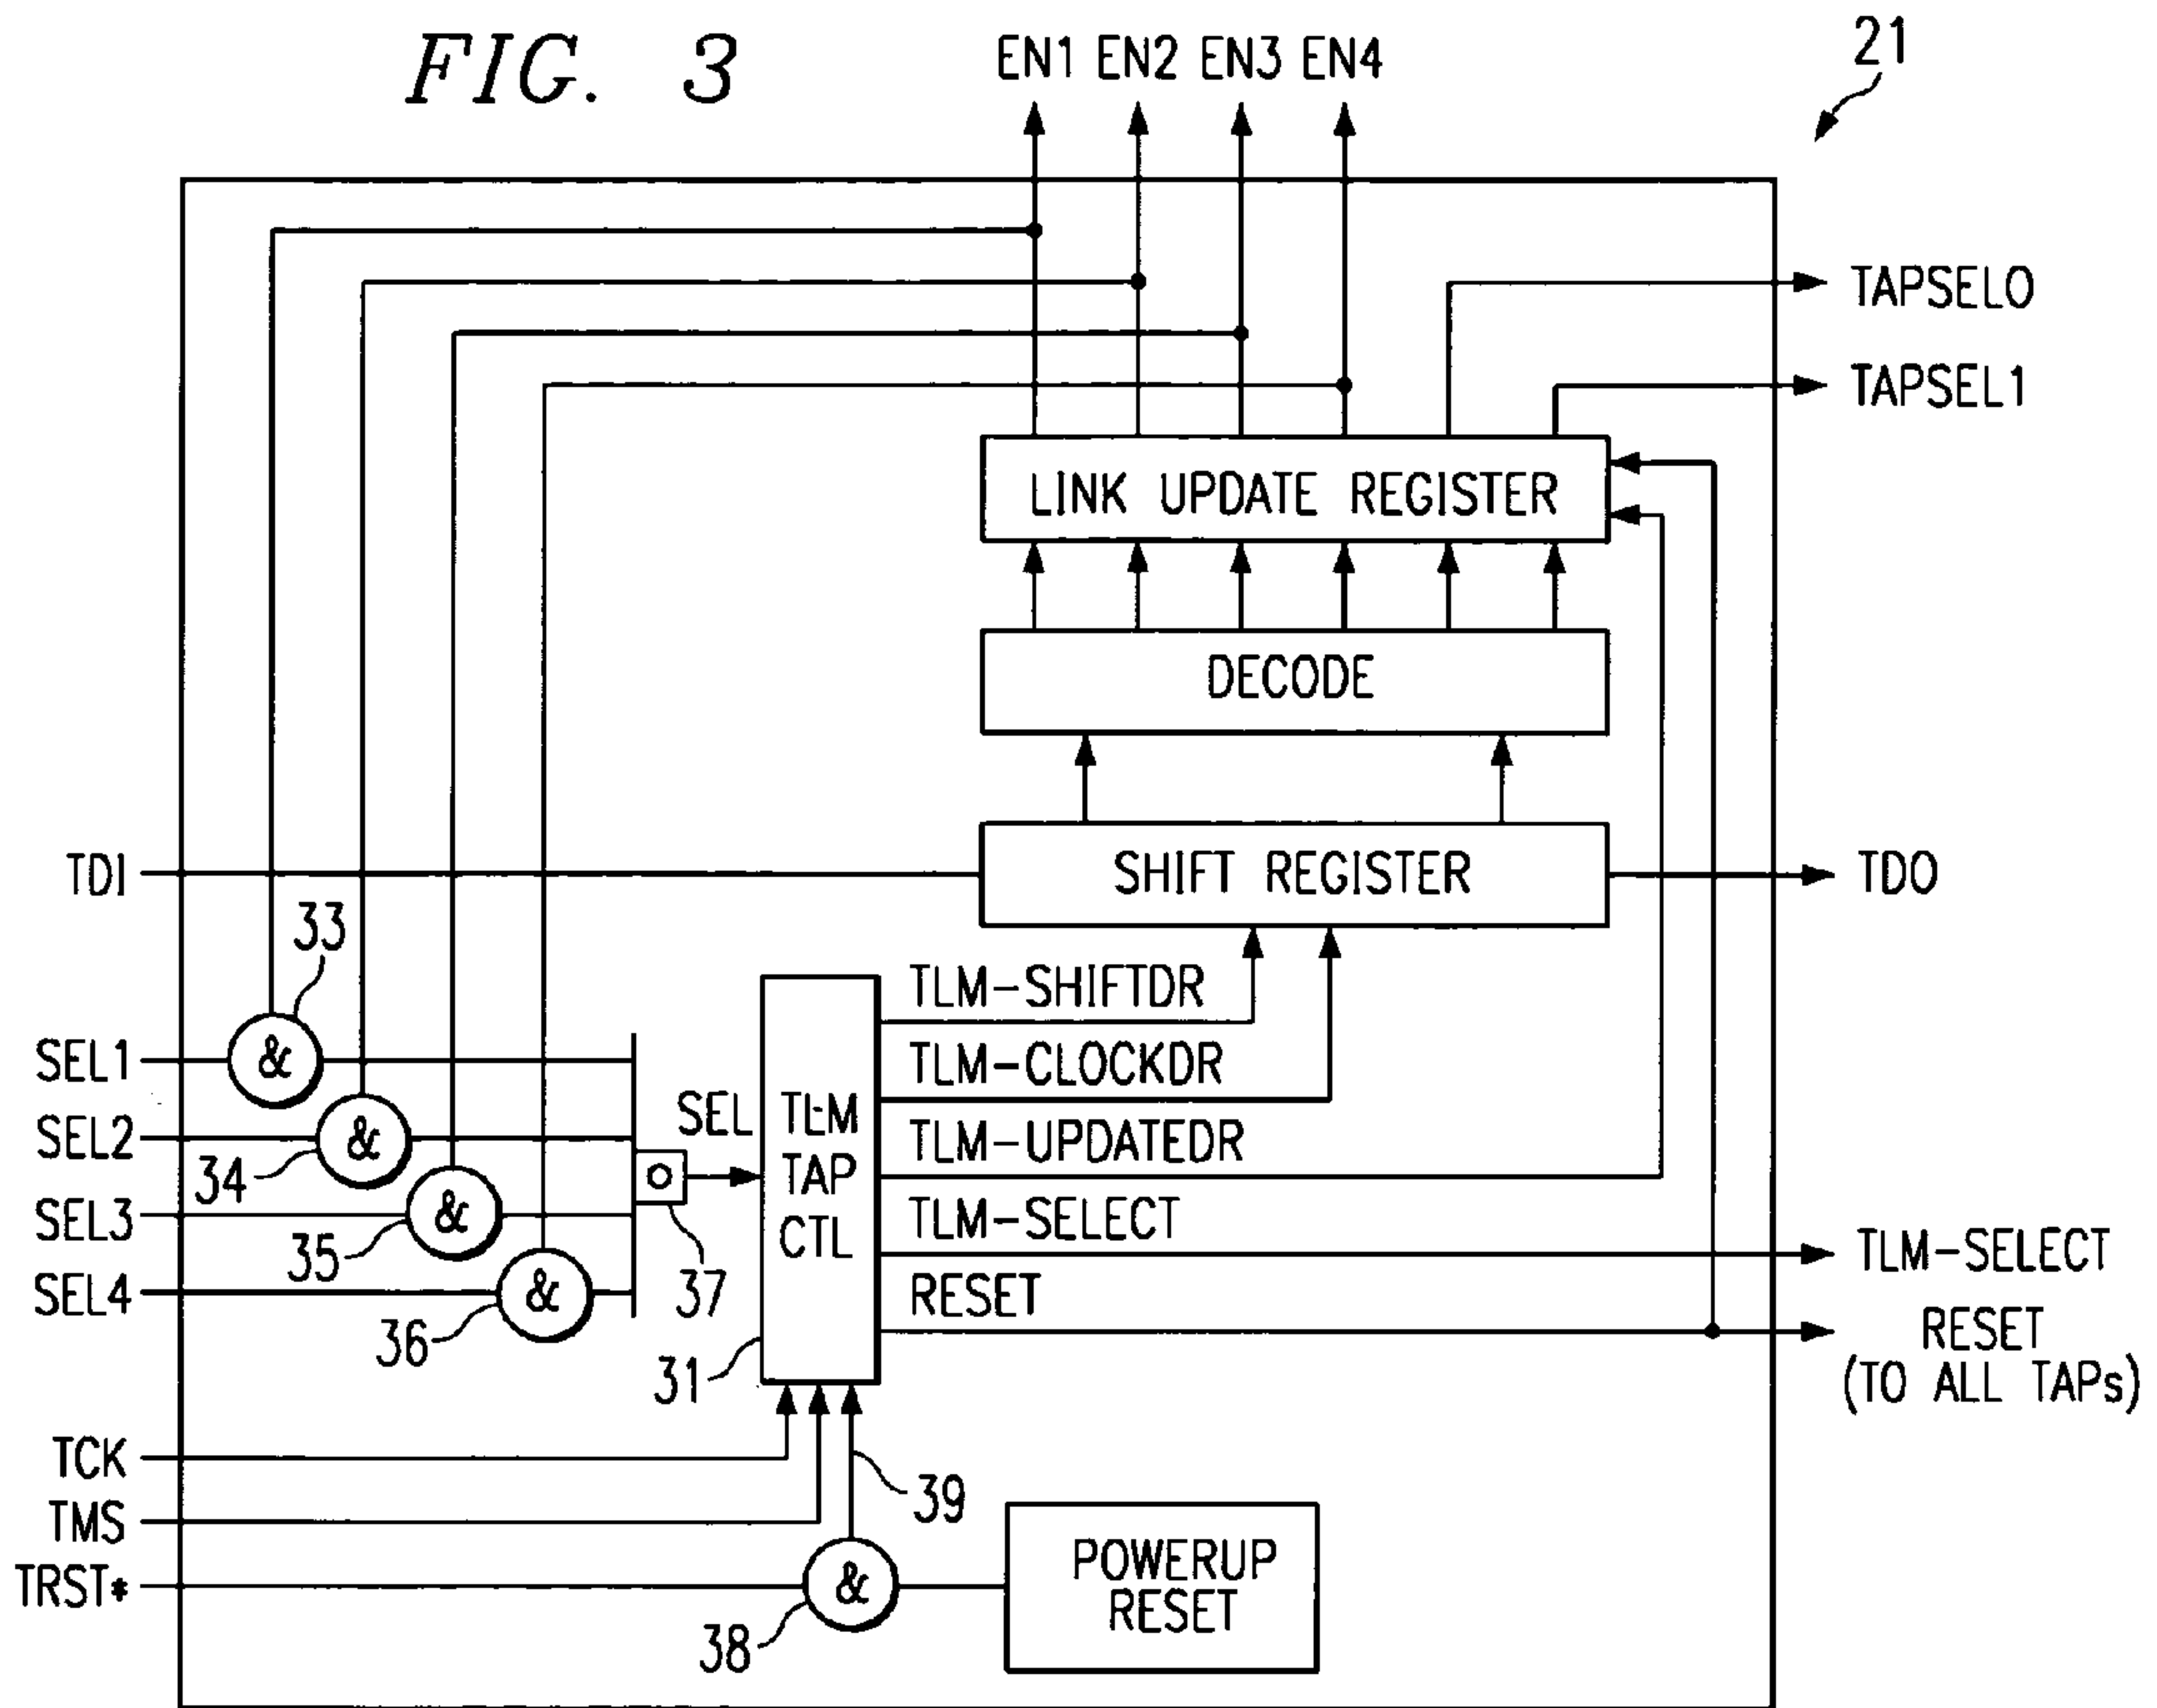 FIG. 3
21
EN1 EN2 EN3 EN4
TAPSEL0
TAPSEL1
LINK UPDATE REGISTER
DECODE
TDI
SHIFT REGISTER
TDO
33
TLM-SHIFTDR
SEL1
&
TLM-CLOCKDR
SEL
TLM
TAP
CTL
SEL2
&
TLM-UPDATEDR
34
SEL3
&
O
TLM-SELECT
TLM-SELECT
35
37
SEL4
&
RESET
RESET
(TO ALL TAPs)
36
31
TCK
39
TMS
POWERUP
RESET
TRST*
&
38